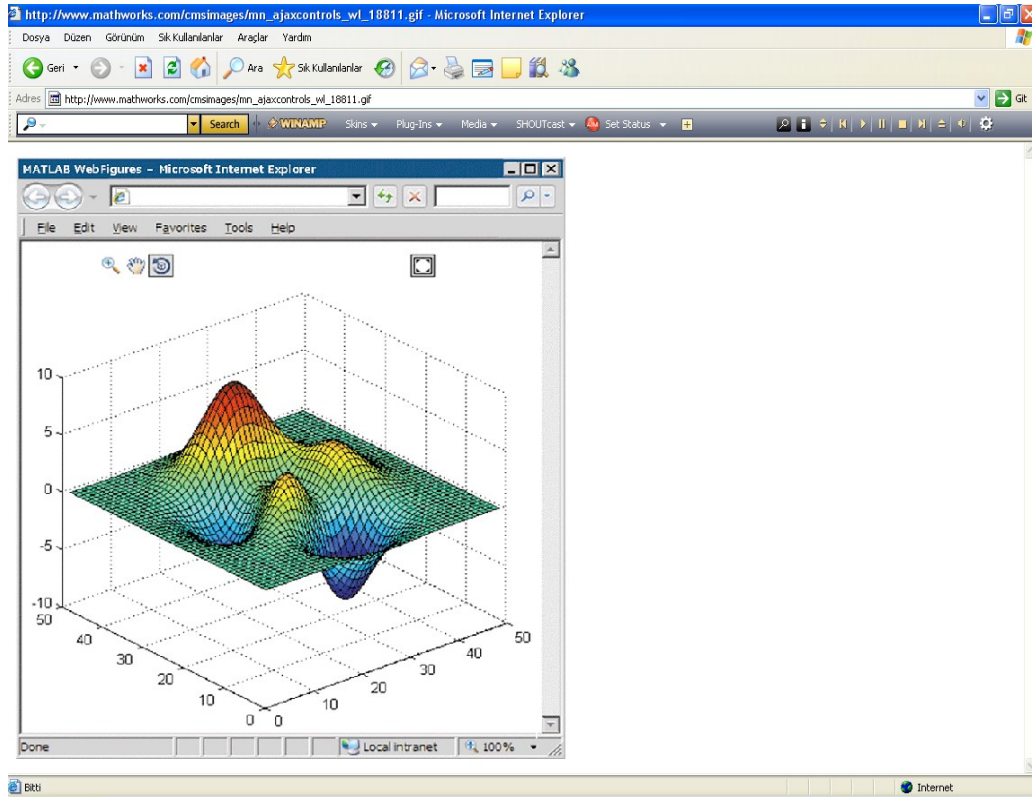 http://www.mathworks.com/cmsimages/mn_ajaxcontrols_wl_18811.gif - Microsoft Internet Explorer
Dosya Düzen Görünüm Sık Kullanılanlar Araçlar Yardım
Geri Ara Sık Kullanılanlar
Adres http://www.mathworks.com/cmsimages/mn_ajaxcontrols_wl_18811.gif Git
Search WINAMP Skins Plug-Ins Media SHOUTcast Set Status
MATLAB WebFigures – Microsoft Internet Explorer
File Edit View Favorites Tools Help
10
5
0
-5
-10
50
40
30
20
10
0
0
10
20
30
40
50
Done Local intranet 100%
Bitti Internet